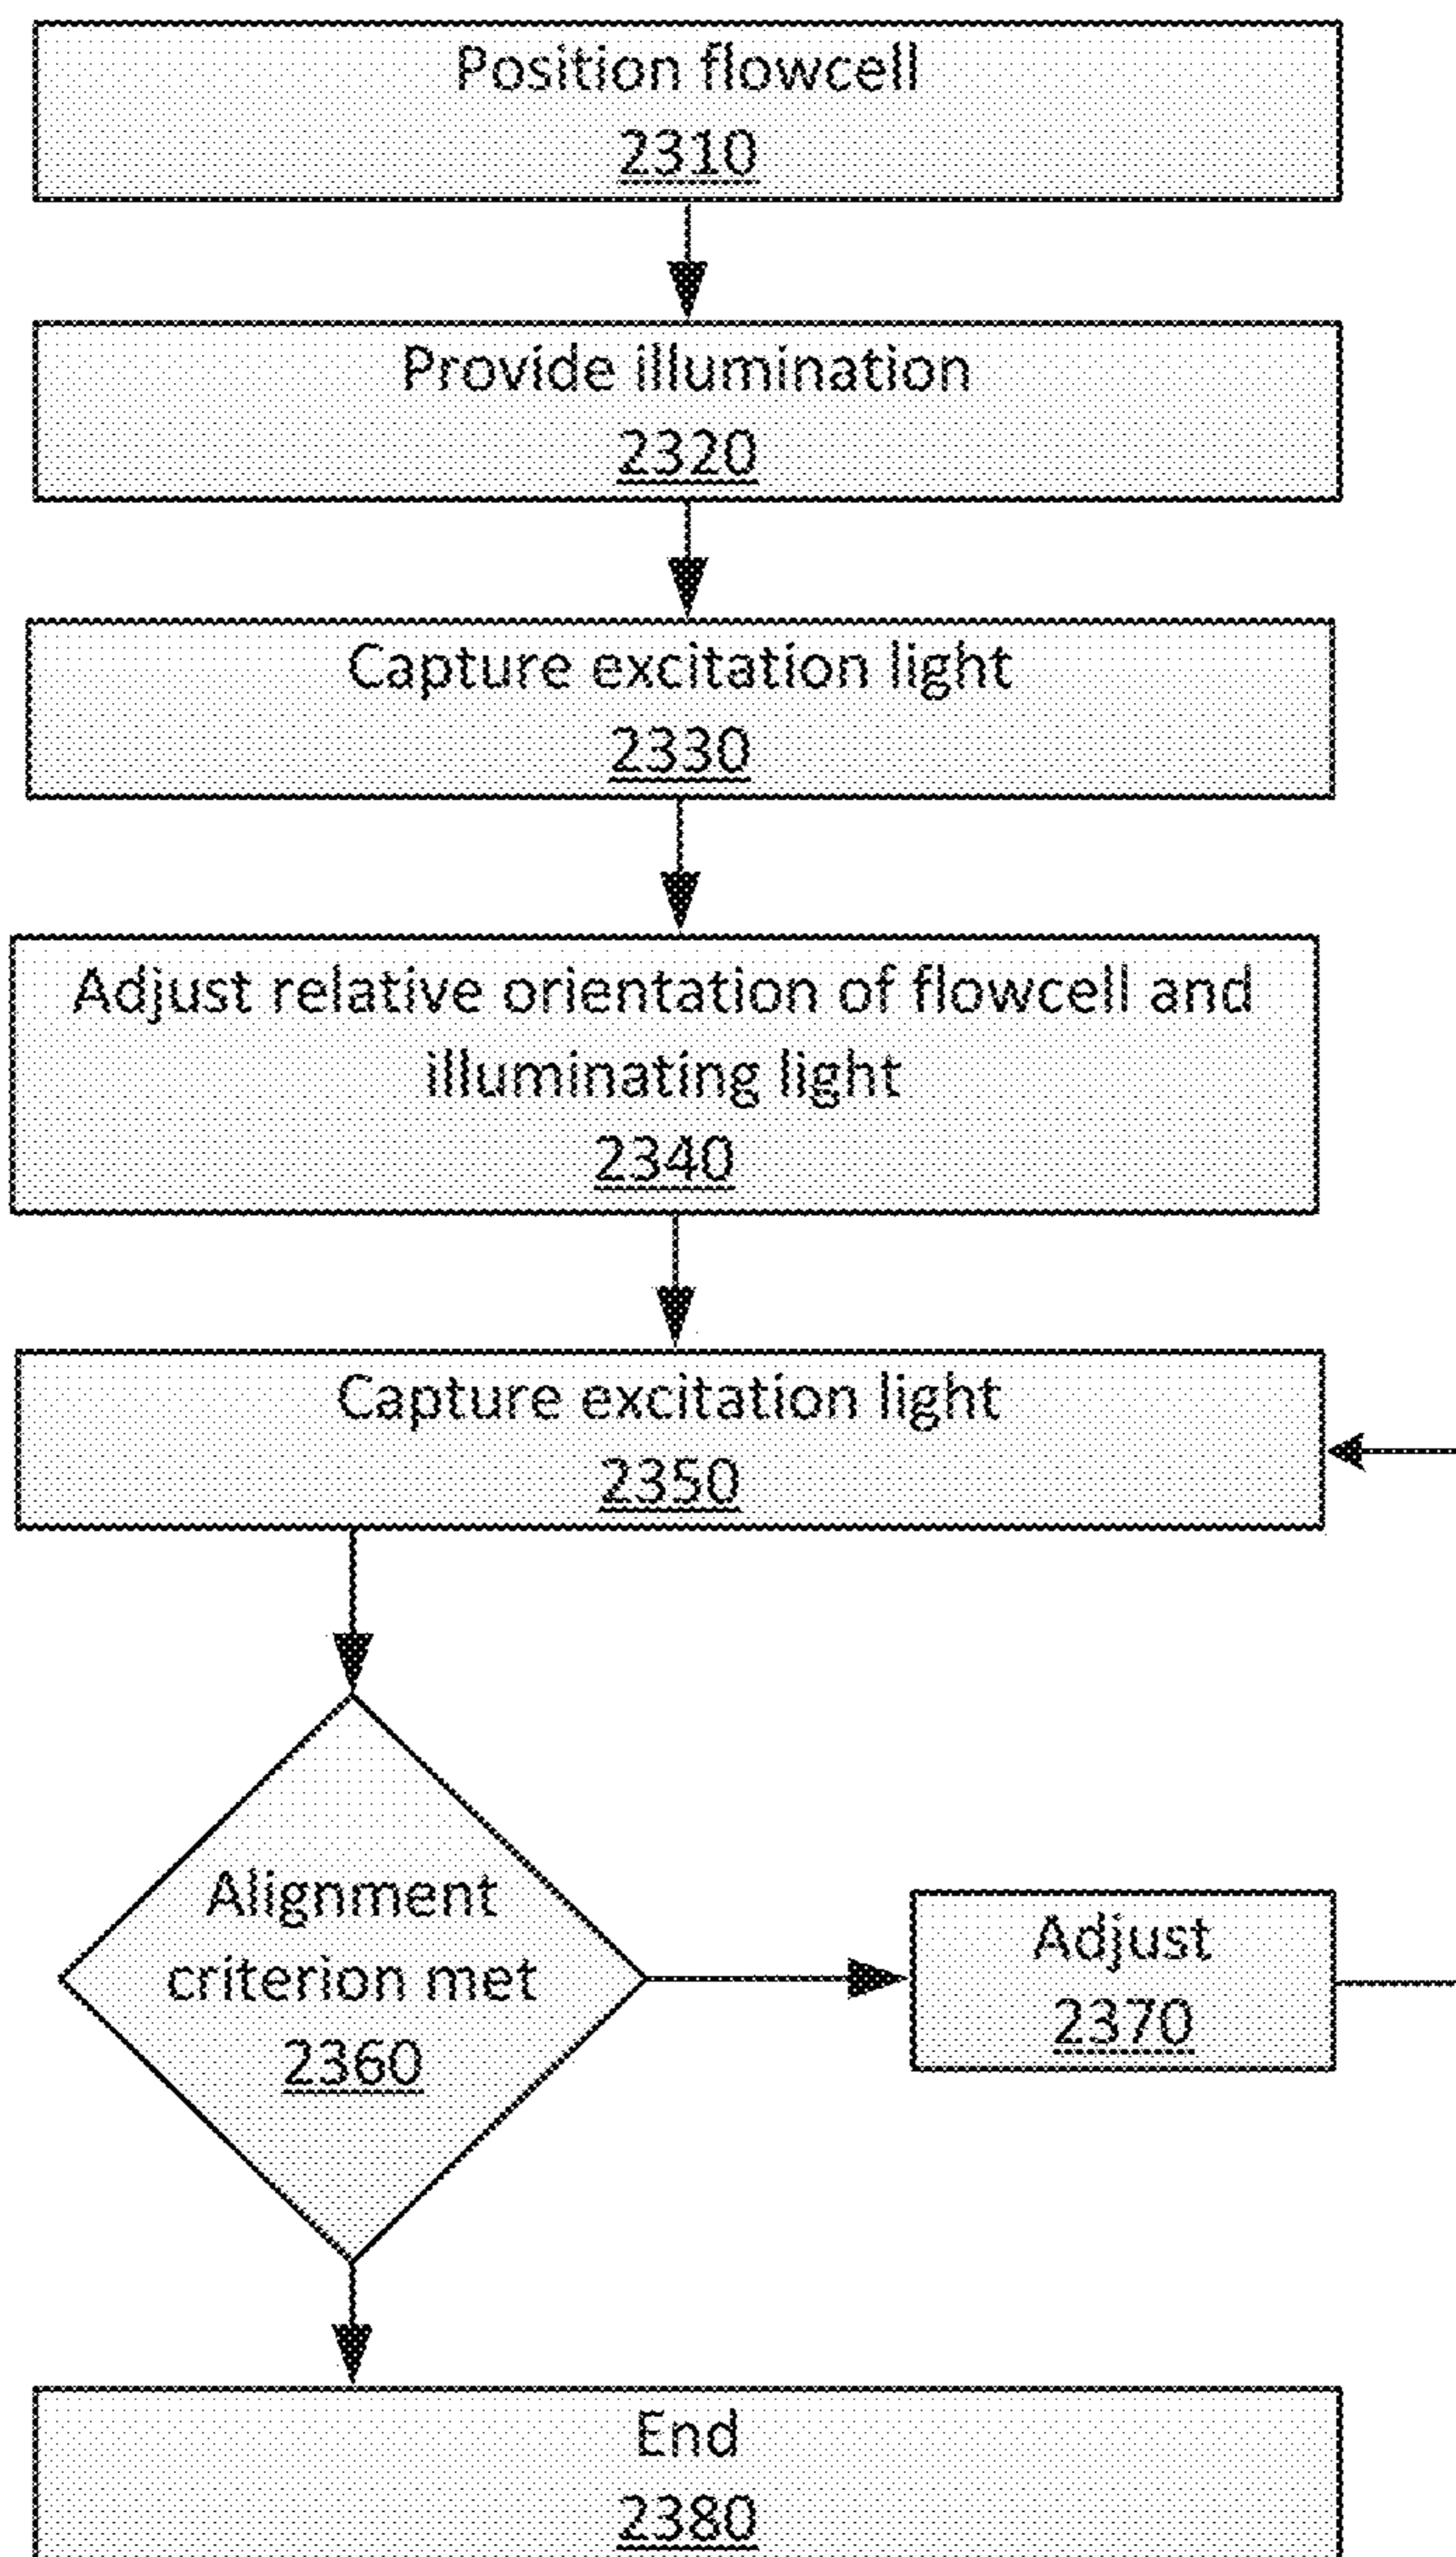 Position flowcell
2310
Provide illumination
2320
Capture excitation light
2330
Adjust relative orientation of flowcell and
illuminating light
2340
Capture excitation light
2350
Alignment
criterion met
2360
Adjust
2370
End
2380